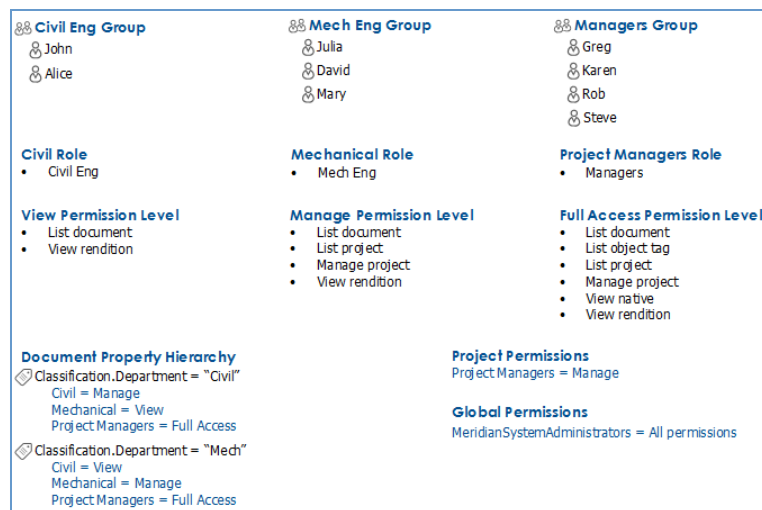 Civil Eng Group
John
Alice
Mech Eng Group
Julia
David
Mary
Managers Group
Greg
Karen
Rob
Steve
Civil Role
• Civil Eng
Mechanical Role
• Mech Eng
Project Managers Role
• Managers
View Permission Level
• List document
• View rendition
Manage Permission Level
• List document
• List project
• Manage project
• View rendition
Full Access Permission Level
• List document
• List object tag
• List project
• Manage project
• View native
• View rendition
Document Property Hierarchy
Classification.Department = “Civil”
Civil = Manage
Mechanical = View
Project Managers = Full Access
Classification.Department = “Mech”
Civil = View
Mechanical = Manage
Project Managers = Full Access
Project Permissions
Project Managers = Manage
Global Permissions
MeridianSystemAdministrators = All permissions